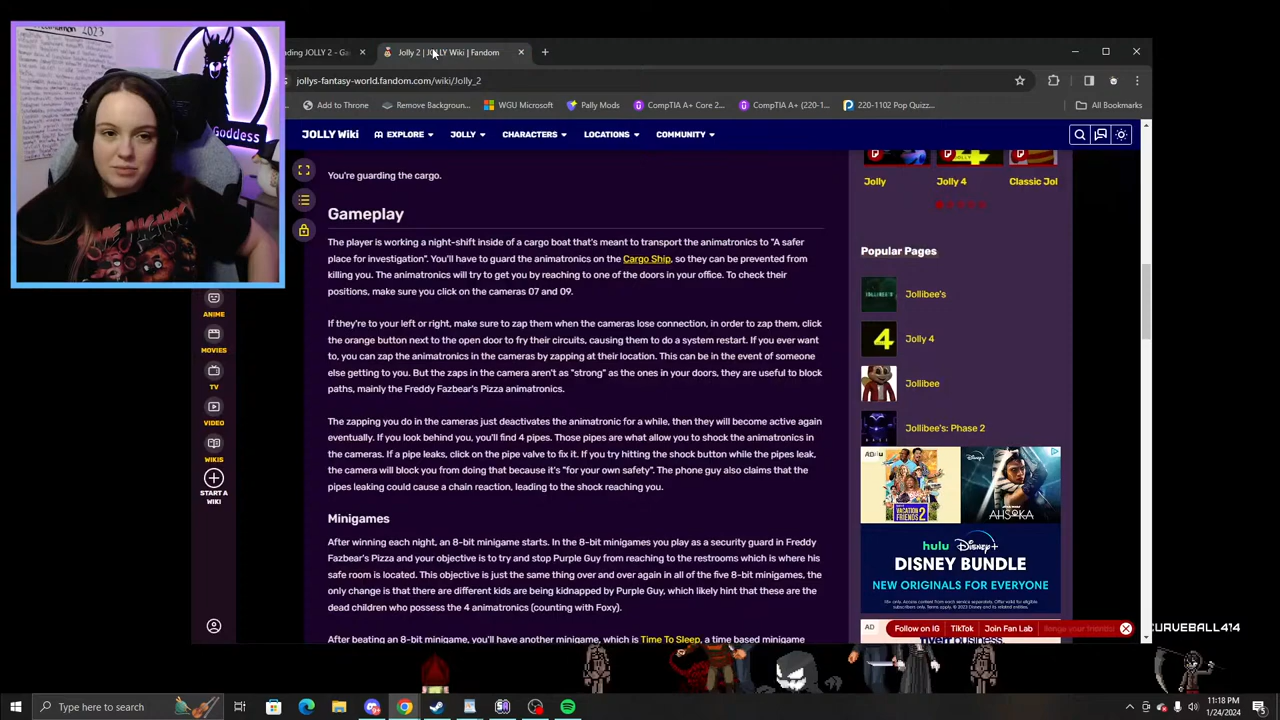 2023
Goddess
ading JOLLY 2 - G
Jolly 2 | JOLLY Wiki | Fandom
jollys-fantasy-world.fandom.com/wiki/Jolly_2
WGU Microsoft
Pally Music
CompTIA A+ Co
All Bookmarks
JOLLY Wiki
EXPLORE
JOLLY
CHARACTERS
LOCATIONS
COMMUNITY
You're guarding the cargo.
Gameplay
The player is working a night-shift inside of a cargo boat that's meant to transport the animatronics to "A safer
place for investigation". You'll have to guard the animatronics on the Cargo Ship, so they can be prevented from
killing you. The animatronics will try to get you by reaching to one of the doors in your office. To check their
positions, make sure you click on the cameras 07 and 09.
If they're to your left or right, make sure to zap them when the cameras loss connection, in order to zap them, click
the orange button next to the open door to fry their circuits, causing them to do a system restart. If you ever want
to, you can zap the animatronics in the cameras by zapping at their location. This can be in the event of someone
else getting to you. But the zaps in the camera aren't as "strong" as the ones in your doors, they are useful to block
paths, mainly the Freddy Fazbear's Pizza animatronics.
The zapping you do in the cameras just deactivates the animatronic for a while, then they will become active again
eventually. If you look behind you, you'll find 4 pipes. Those pipes are what allow you to shock the animatronics in
the cameras. If a pipe leaks, click on the pipe valve to fix it. If you try hitting the shock button while the pipes leak,
the camera will block you from doing that because it's "for your own safety". The phone guy also claims that the
pipes leaking could cause a chain reaction, leading to the shock reaching you.
Minigames
After winning each night, an 8-bit minigame starts. In the 8-bit minigames you play as a security guard in Freddy
Fazbear's Pizza and your objective is to try and stop Purple Guy from reaching to the restrooms which is where his
safe room is located. This objective is just the same thing over and over again in all of the five 8-bit minigames, the
change is that there are different kids are being kidnapped by Purple Guy, which likely hint that these are the
dead children who possess the 4 animatronics (counting with Foxy).
an 8-bit minigame, you'll have another minigame, which is Time To Sleep, a time based minigame
ANIME
MOVIES
TV
VIDEO
WIKIS
START A
WIKI
Jolly
Jolly 4
Classic Jol
Popular Pages
Jollibee's
4
Jolly 4
Jollibee
Jollibee's: Phase 2
VACATION
FRIENDS 2
AHSOKA
hulu
Disney+
DISNEY BUNDLE
NEW ORIGINALS FOR EVERYONE
AD
Follow on IG
TikTok
Join Fan Lab
CURVEBALL414
Type here to search
11:18 PM
1/24/2024